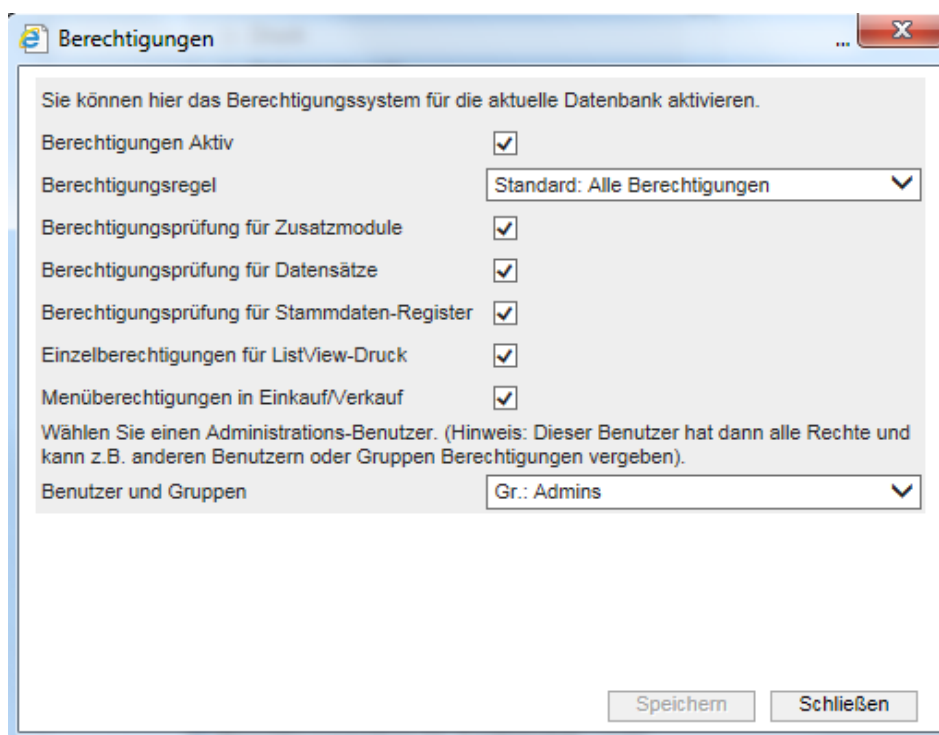 Berechtigungen
...
Sie können hier das Berechtigungssystem für die aktuelle Datenbank aktivieren.
Berechtigungen Aktiv
Berechtigungsregel Standard: Alle Berechtigungen
Berechtigungsprüfung für Zusatzmodule
Berechtigungsprüfung für Datensätze
Berechtigungsprüfung für Stammdaten-Register
Einzelberechtigungen für ListView-Druck
Menüberechtigungen in Einkauf/Verkauf
Wählen Sie einen Administrations-Benutzer. (Hinweis: Dieser Benutzer hat dann alle Rechte und
kann z.B. anderen Benutzern oder Gruppen Berechtigungen vergeben).
Benutzer und Gruppen Gr.: Admins
Speichern Schließen